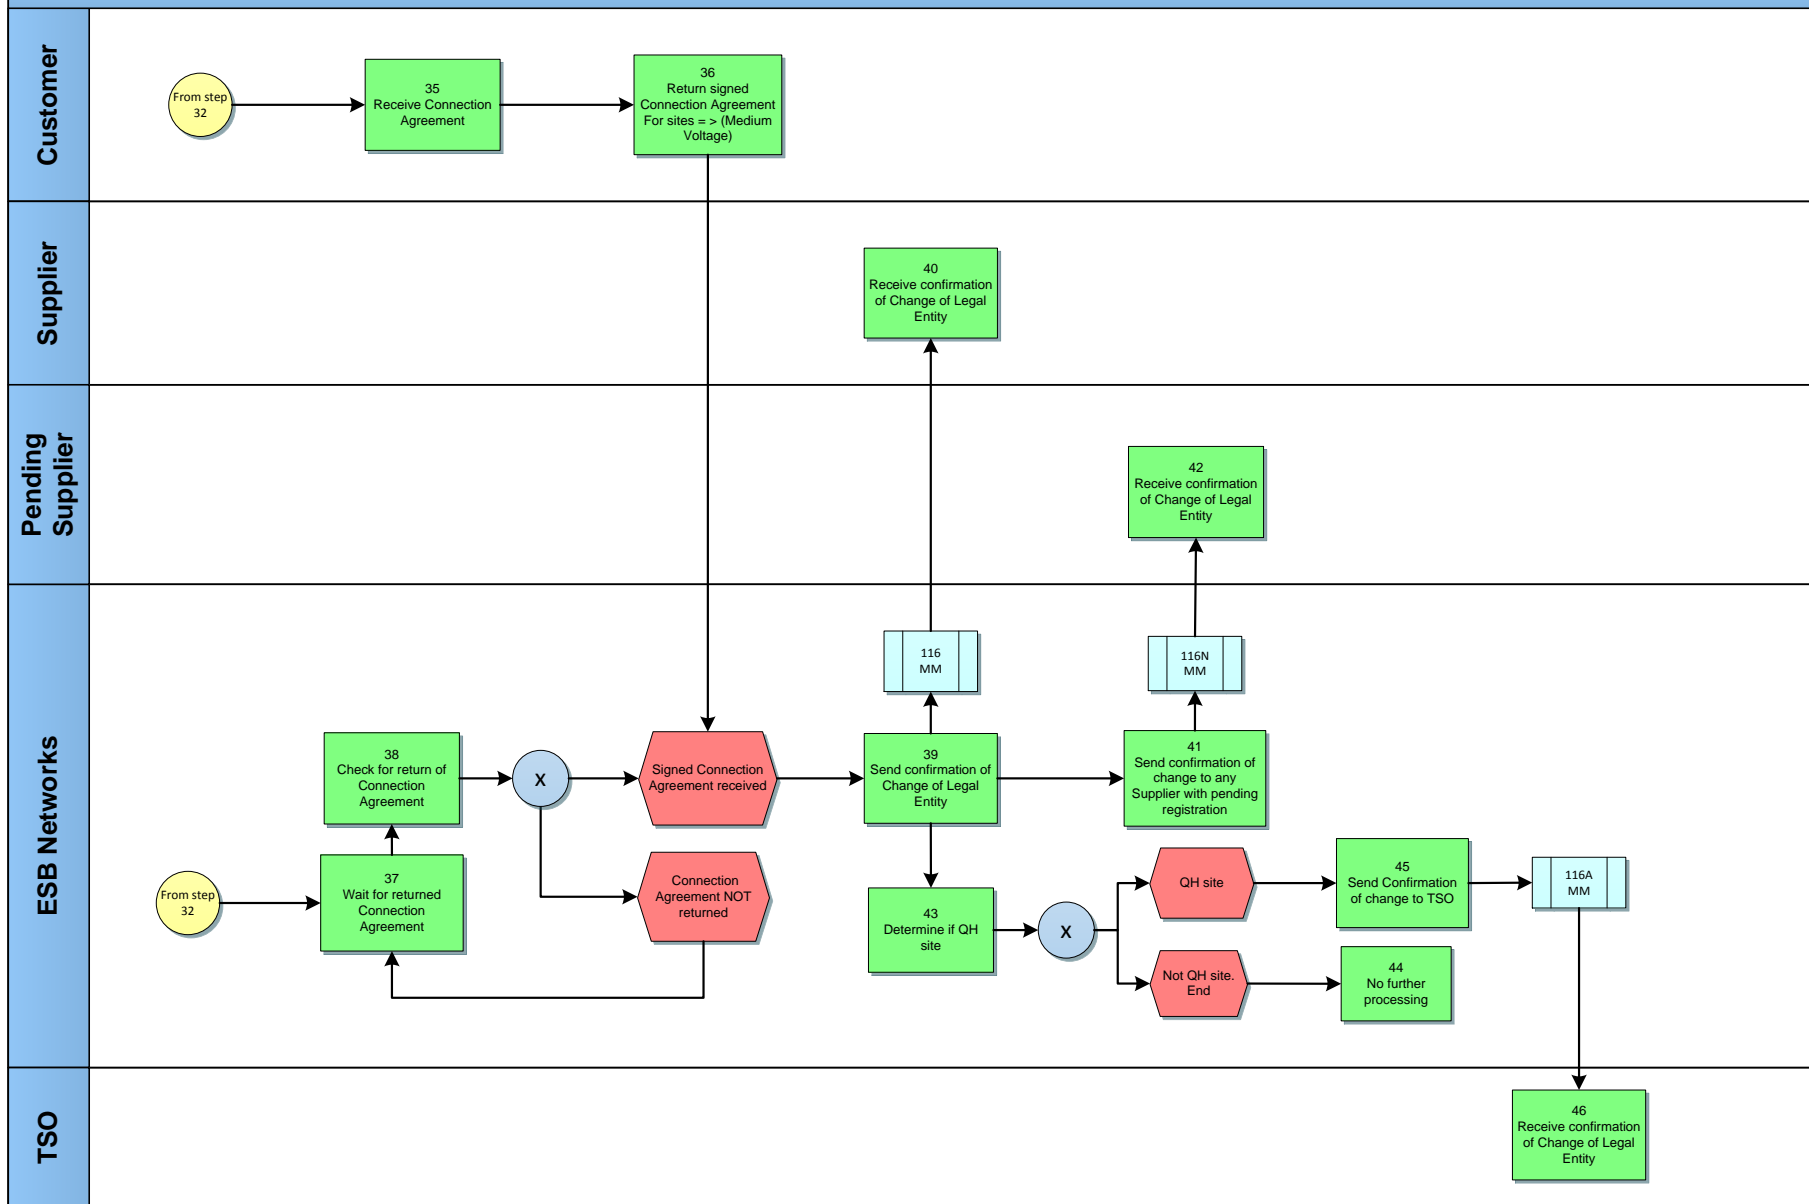 Customer
From step
32
35
Receive Connection
Agreement
36
Return signed
Connection Agreement
For sites = > (Medium
Voltage)
Supplier
40
Receive confirmation
of Change of Legal
Entity
Pending
Supplier
42
Receive confirmation
of Change of Legal
Entity
ESB Networks
116
MM
116N
MM
38
Check for return of
Connection
Agreement
X
Signed Connection
Agreement received
39
Send confirmation of
Change of Legal
Entity
41
Send confirmation of
change to any
Supplier with pending
registration
From step
32
37
Wait for returned
Connection
Agreement
Connection
Agreement NOT
returned
43
Determine if QH
site
X
QH site
45
Send Confirmation
of change to TSO
116A
MM
Not QH site.
End
44
No further
processing
TSO
46
Receive confirmation
of Change of Legal
Entity